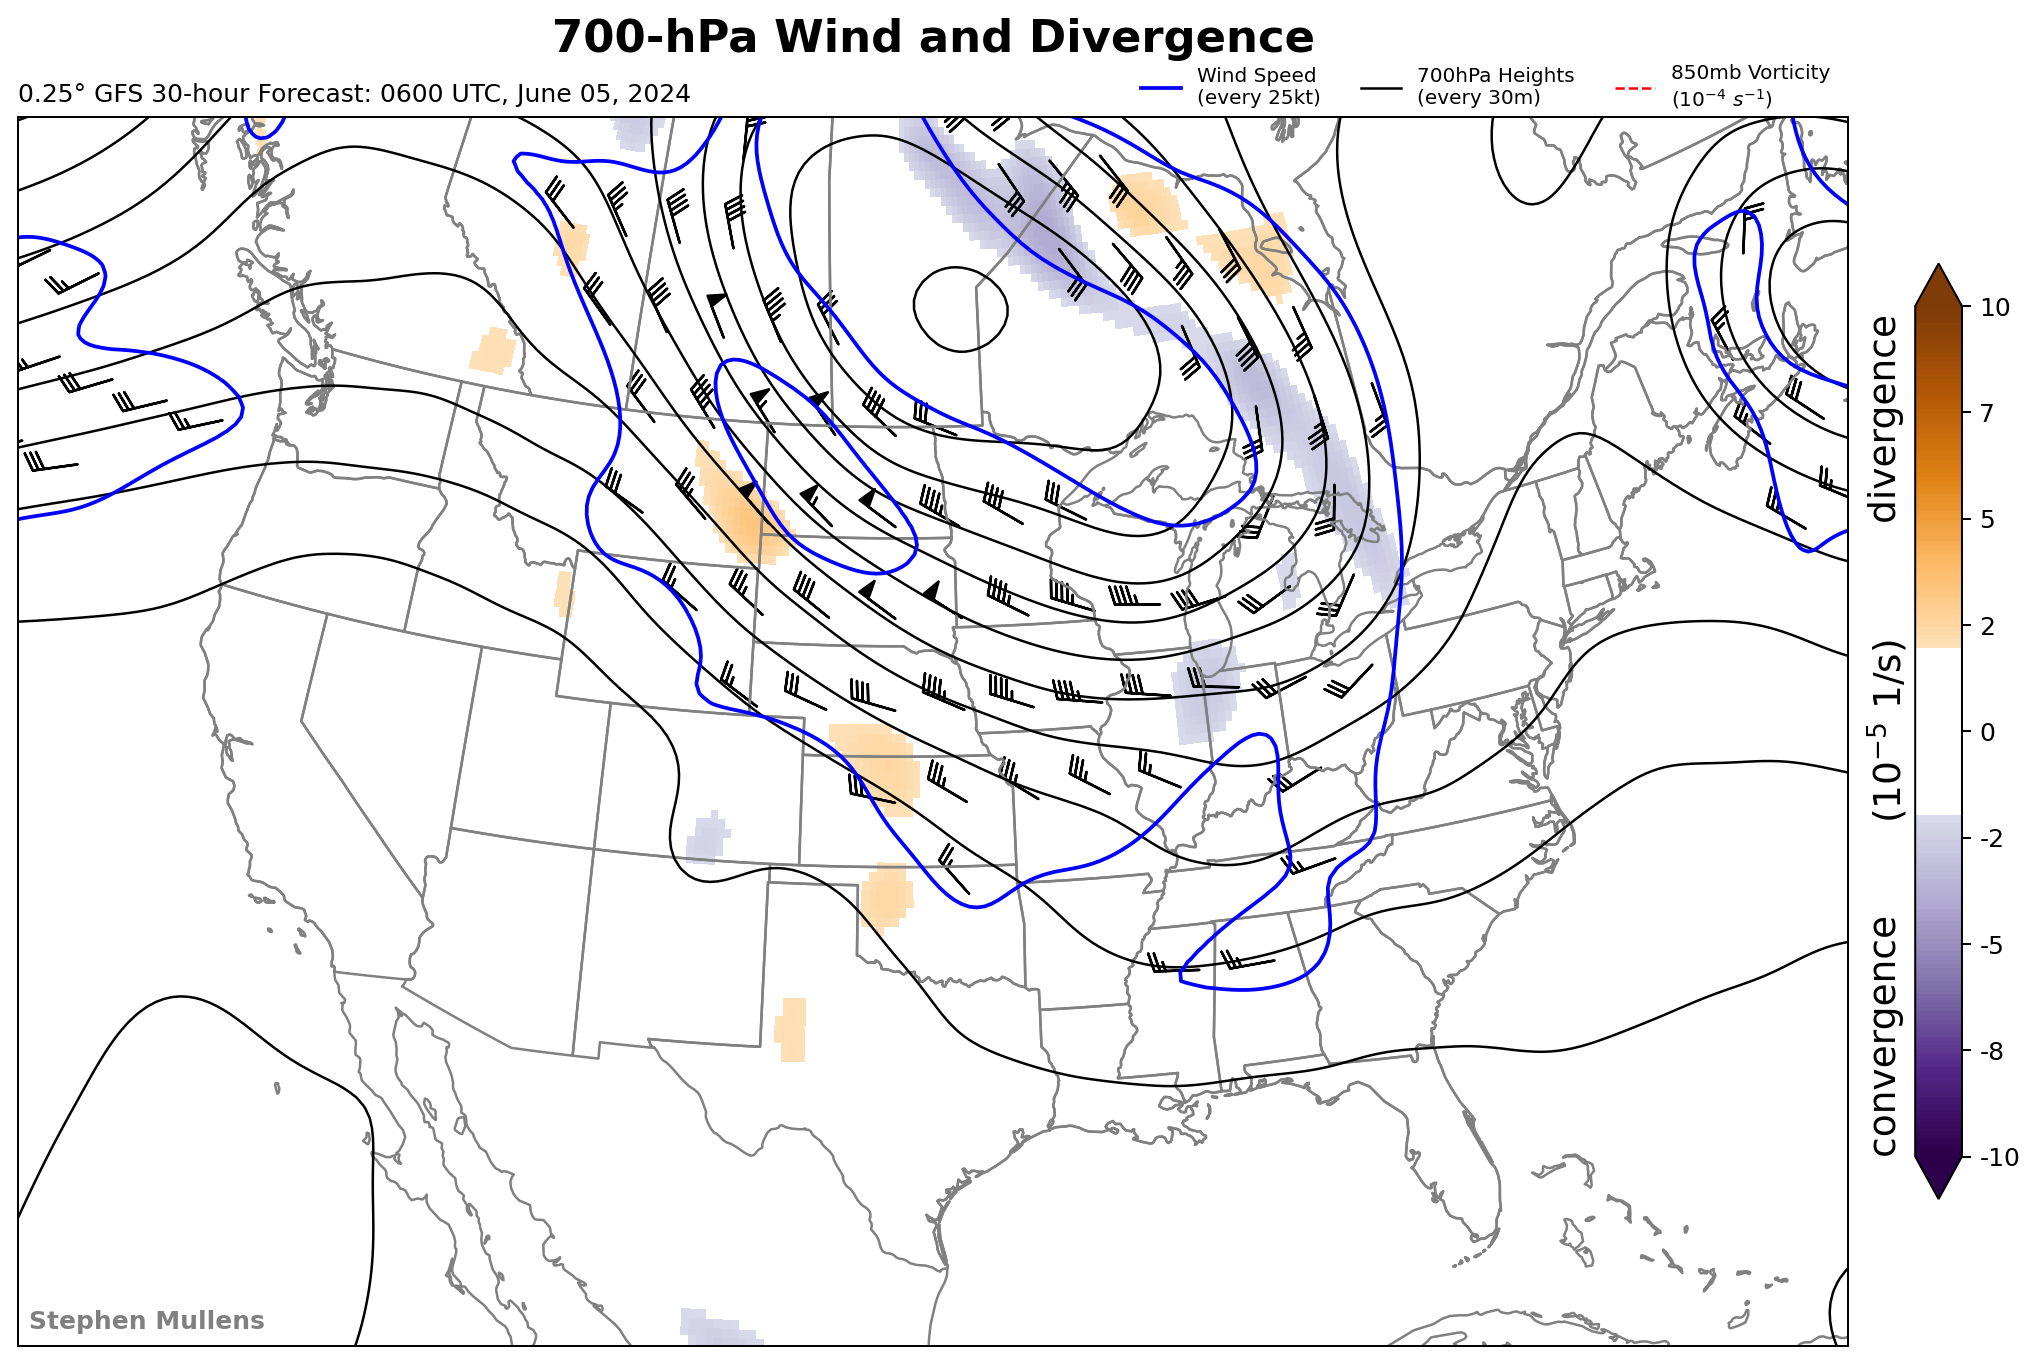 700-hPa Wind and Divergence
0.25° GFS 30-hour Forecast: 0600 UTC, June 05, 2024
Wind Speed
(every 25kt)
700hPa Heights
(every 30m)
850mb Vorticity
(10⁻⁴ s⁻¹)
10
7
5
2
0
-2
-5
-8
-10
convergence (10⁻⁵ 1/s) divergence
Stephen Mullens